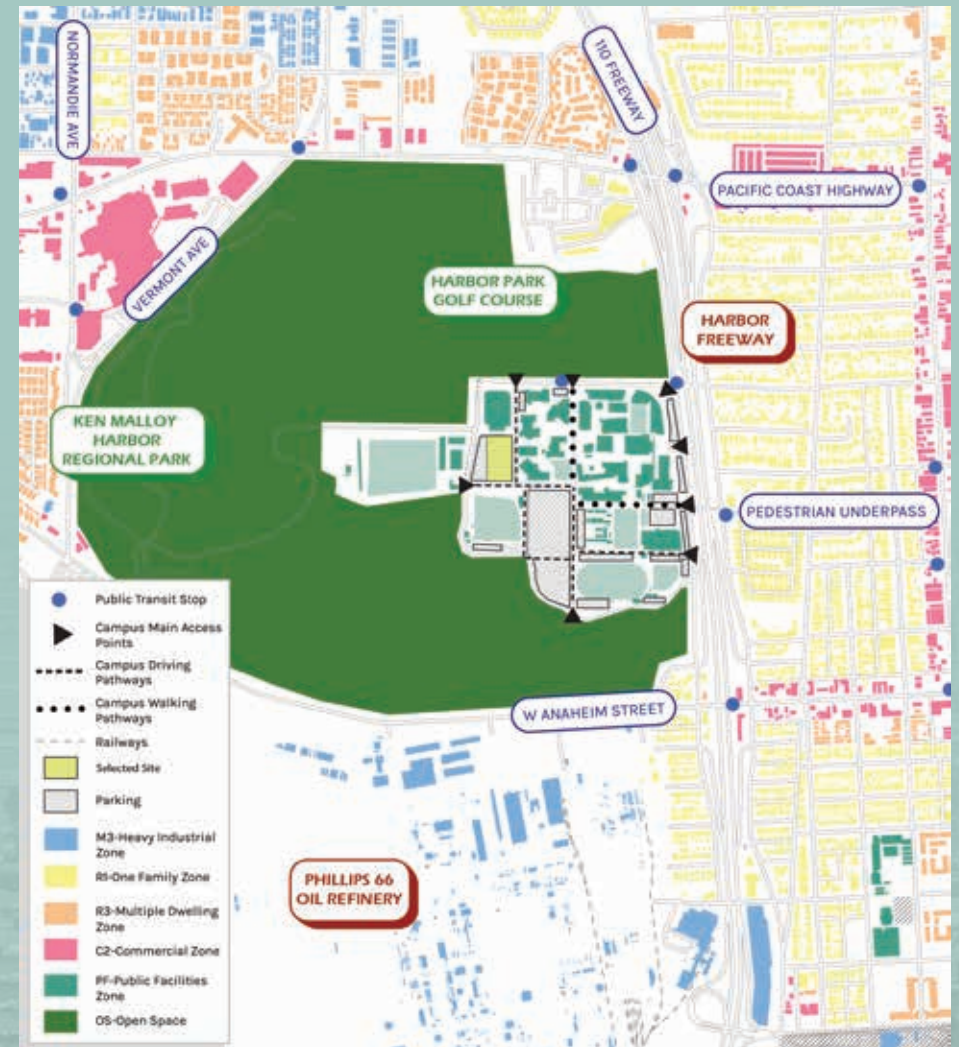 NORMANDIE AVE
110 FREEWAY
PACIFIC COAST HIGHWAY
VERMONT AVE
HARBOR PARK
GOLF COURSE
HARBOR
FREEWAY
KEN MALLOY
HARBOR
REGIONAL PARK
PEDESTRIAN UNDERPASS
W ANAHEIM STREET
PHILLIPS 66
OIL REFINERY
Public Transit Stop
Campus Main Access
Points
Campus Driving
Pathways
Campus Walking
Pathways
Railways
Selected Site
Parking
M3-Heavy Industrial
Zone
R1-One Family Zone
R3-Multiple Dwelling
Zone
C2-Commercial Zone
PF-Public Facilities
Zone
OS-Open Space